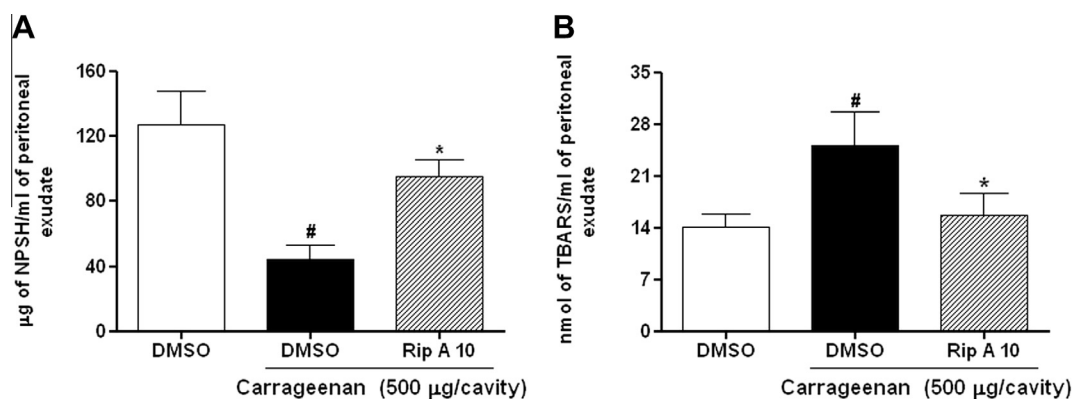 A
µg of NPSH/ml of peritoneal
exudate
160
120
80
40
0
#
*
DMSO
DMSO
Rip A 10
Carrageenan (500 µg/cavity)
B
nm ol of TBARS/ml of peritoneal
exudate
35
28
21
14
7
0
#
*
DMSO
DMSO
Rip A 10
Carrageenan (500 µg/cavity)